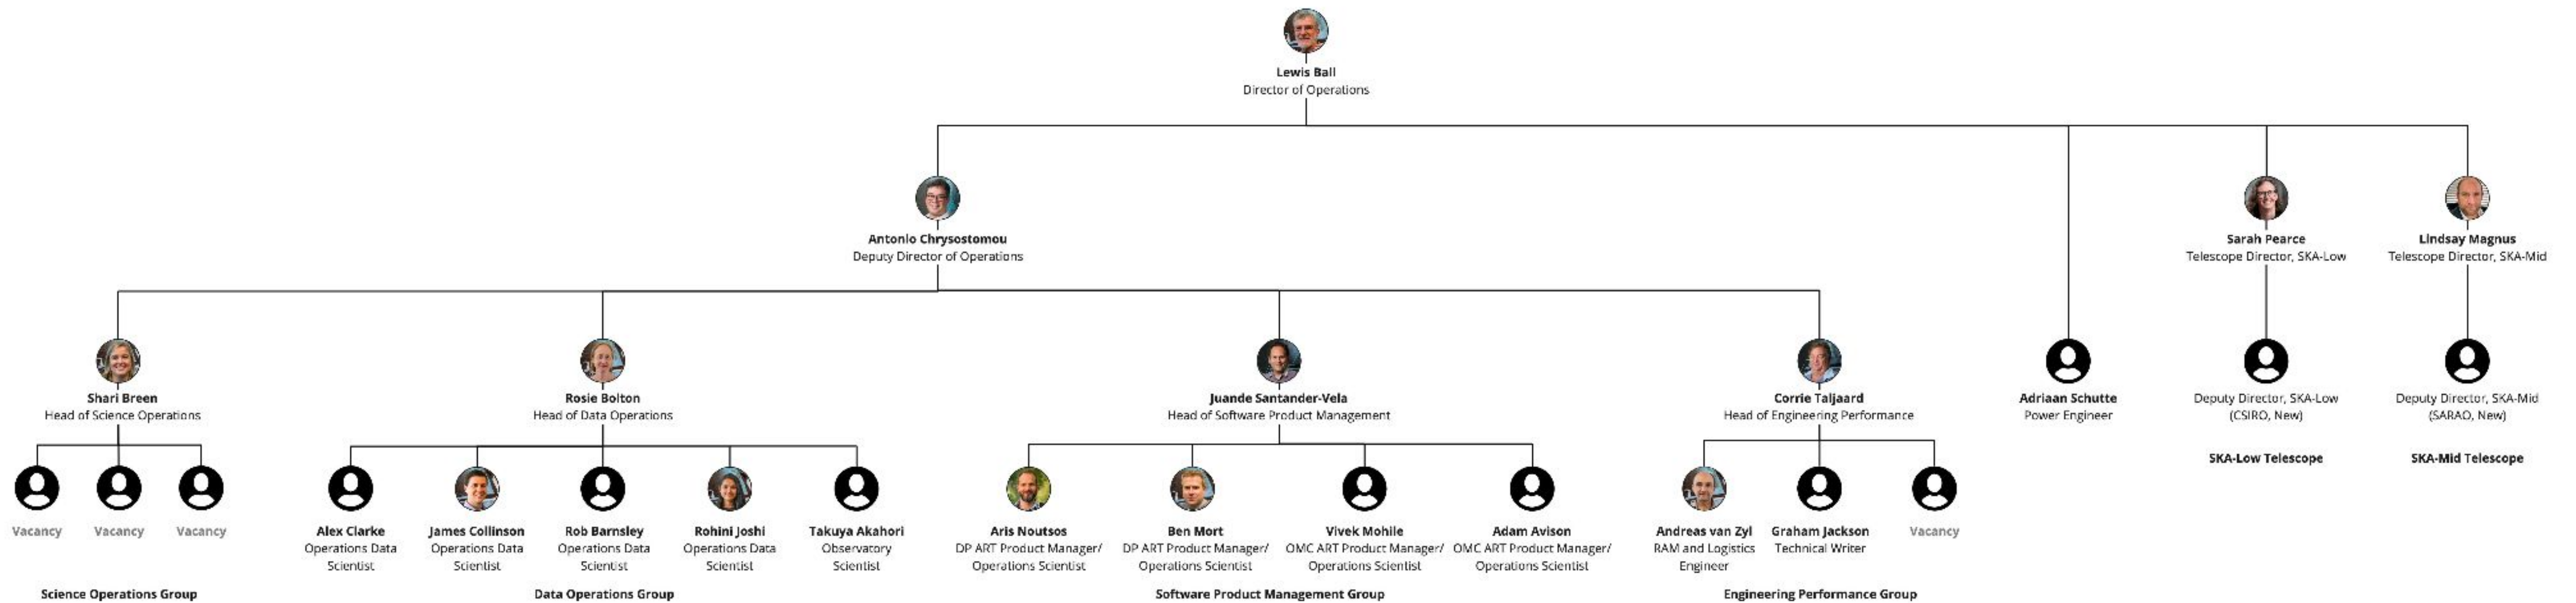 Lewis Ball
Director of Operations
Antonio Chrysostomou
Deputy Director of Operations
Sarah Pearce
Telescope Director, SKA-Low
Lindsay Magnus
Telescope Director, SKA-Mid
Shari Breen
Head of Science Operations
Rosie Bolton
Head of Data Operations
Juande Santander-Vela
Head of Software Product Management
Corrie Taljaard
Head of Engineering Performance
Adriaan Schutte
Power Engineer
Deputy Director, SKA-Low
(CSIRO, New)
Deputy Director, SKA-Mid
(SARAO, New)
SKA-Low Telescope
SKA-Mid Telescope
Vacancy
Vacancy
Vacancy
Alex Clarke
Operations Data
Scientist
James Collinson
Operations Data
Scientist
Rob Barnsley
Operations Data
Scientist
Rohini Joshi
Operations Data
Scientist
Takuya Akahori
Observatory
Scientist
Aris Noutsos
DP ART Product Manager/
Operations Scientist
Ben Mort
DP ART Product Manager/
Operations Scientist
Vivek Mohile
OMC ART Product Manager/
Operations Scientist
Adam Avison
OMC ART Product Manager/
Operations Scientist
Andreas van Zyl
RAM and Logistics
Engineer
Graham Jackson
Technical Writer
Vacancy
Science Operations Group
Data Operations Group
Software Product Management Group
Engineering Performance Group